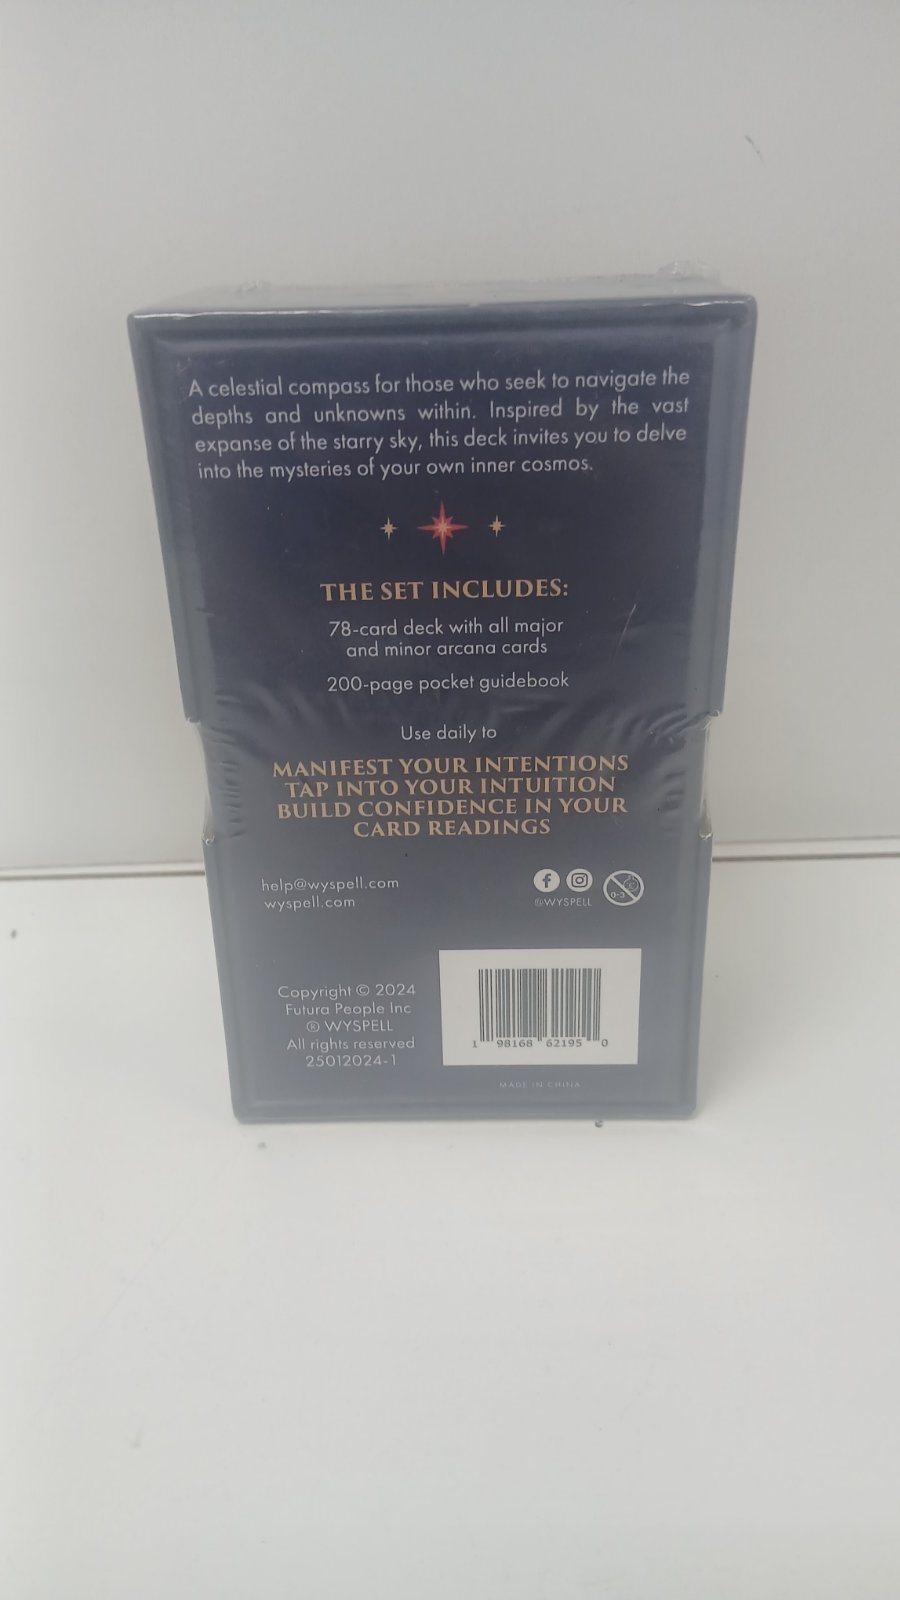 A celestial compass for those who seek to navigate the
depths and unknowns within. Inspired by the vast
expanse of the starry sky, this deck invites you to delve
into the mysteries of your own inner cosmos.
THE SET INCLUDES:
78-card deck with all major
and minor arcana cards
200-page pocket guidebook
Use daily to
MANIFEST YOUR INTENTIONS
TAP INTO YOUR INTUITION
BUILD CONFIDENCE IN YOUR
CARD READINGS
help@wyspell.com
wyspell.com
@WYSPELL
0-3
Copyright © 2024
Futura People Inc
® WYSPELL
All rights reserved
25012024-1
1 98168 62195 0
MADE IN CHINA